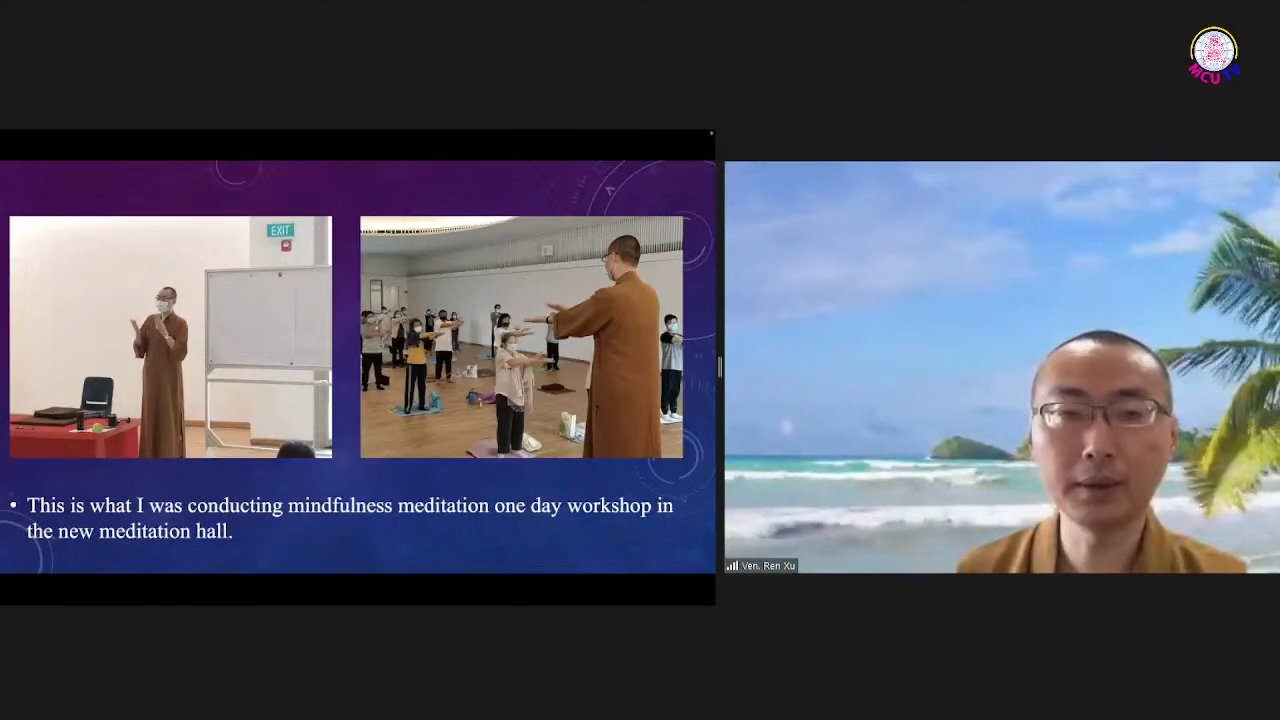 MCU TV
EXIT
• This is what I was conducting mindfulness meditation one day workshop in
the new meditation hall.
Ven. Ren Xu